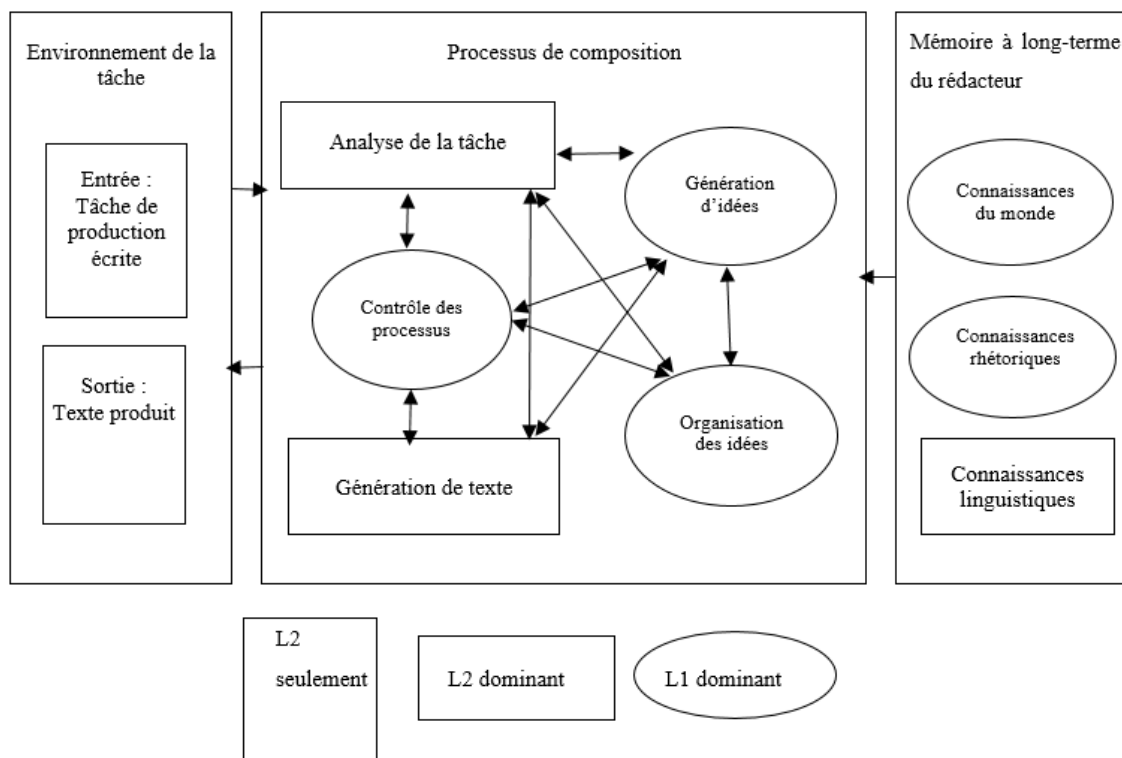 Environnement de la
tâche
Entrée :
Tâche de
production
écrite
Sortie :
Texte produit
Processus de composition
Analyse de la tâche
Génération
d’idées
Contrôle des
processus
Organisation
des idées
Génération de texte
Mémoire à long-terme
du rédacteur
Connaissances
du monde
Connaissances
rhétoriques
Connaissances
linguistiques
L2
seulement
L2 dominant
L1 dominant